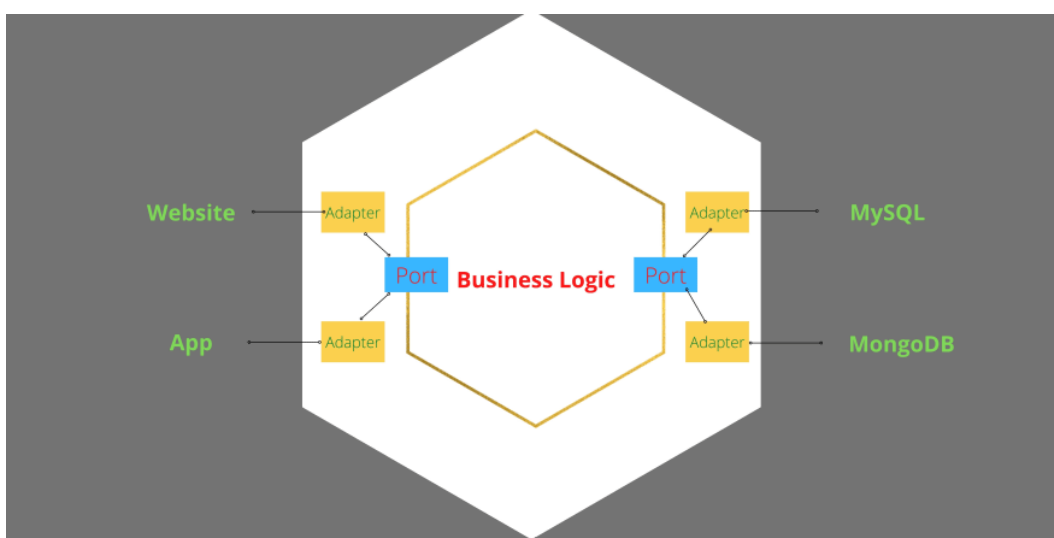 Website
Adapter
Adapter
MySQL
Port
Business Logic
Port
App
Adapter
Adapter
MongoDB